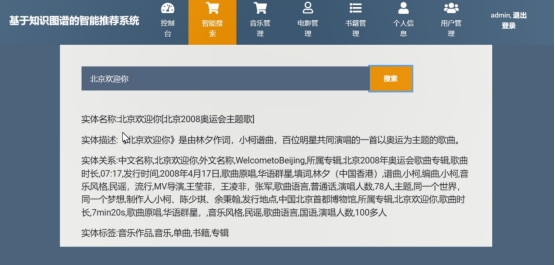 基于知识图谱的智能推荐系统
控制
台
智能搜
索
音乐管
理
电影管
理
书籍管
理
个人信
息
用户管
理
admin, 退出
登录
北京欢迎你
搜索
实体名称:北京欢迎你[北京2008奥运会主题歌]
实体描述:《北京欢迎你》是由林夕作词，小柯谱曲，百位明星共同演唱的一首以奥运为主题的歌曲。
实体关系:中文名称,北京欢迎你,外文名称,WelcometoBeijing,所属专辑,北京2008年奥运会歌曲专辑,歌曲
时长,07:17,发行时间,2008年4月17日,歌曲原唱,华语群星,填词,林夕（中国香港）,谱曲,小柯,编曲,小柯,音
乐风格,民谣，流行,MV导演,王莹菲，王凌非，张军,歌曲语言,普通话,演唱人数,78人,主题,同一个世界，
同一个梦想,制作人,小柯、陈少琪、余秉翰,发行地点,中国北京首都博物馆,所属专辑,北京欢迎你,歌曲时
长,7min20s,歌曲原唱,华语群星，,音乐风格,民谣,歌曲语言,国语,演唱人数,100多人
实体标签:音乐作品,音乐,单曲,书籍,专辑